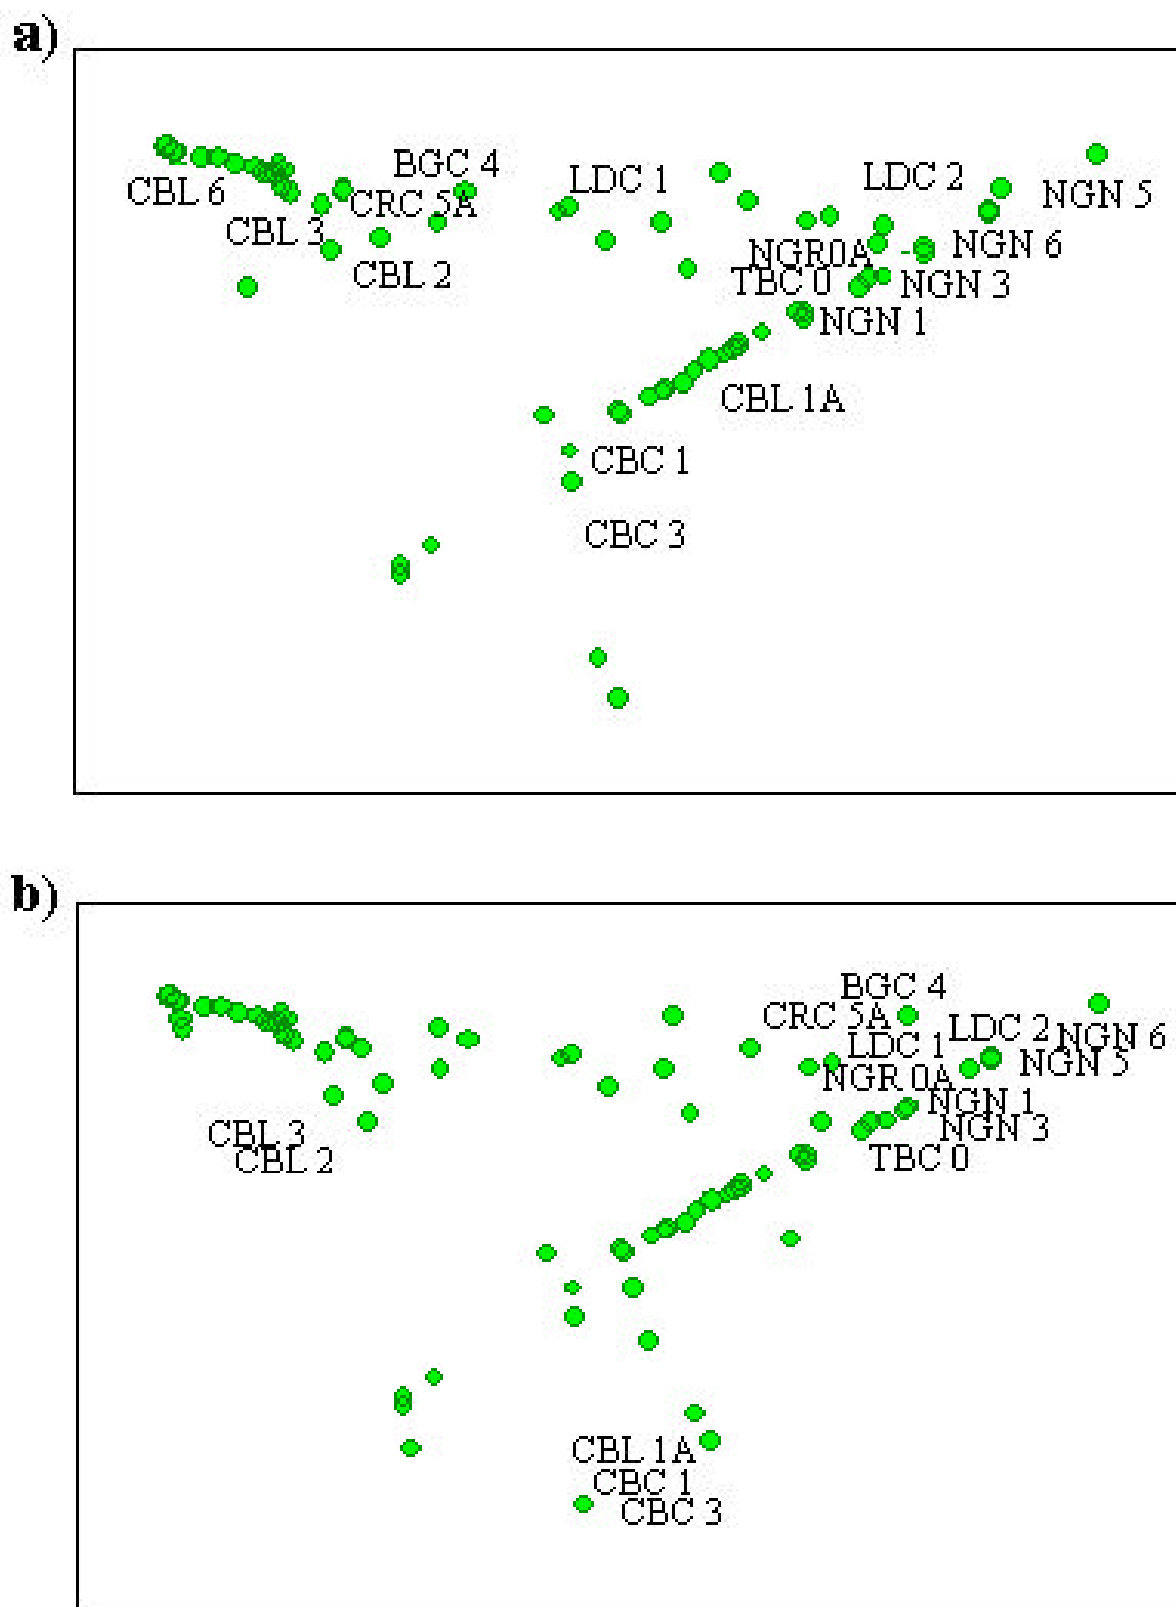 a)
BGC 4
LDC 1
LDC 2
CBL 6
CRC 5A
NGN 5
CBL 3
NGR0A
NGN 6
CBL 2
TBC 0
NGN 3
NGN 1
CBL 1A
CBC 1
CBC 3
b)
BGC 4
CRC 5A
LDC 2
NGN 6
LDC 1
NGN 5
NGR 0A
NGN 1
CBL 3
NGN 3
CBL 2
TBC 0
CBL 1A
CBC 1
CBC 3